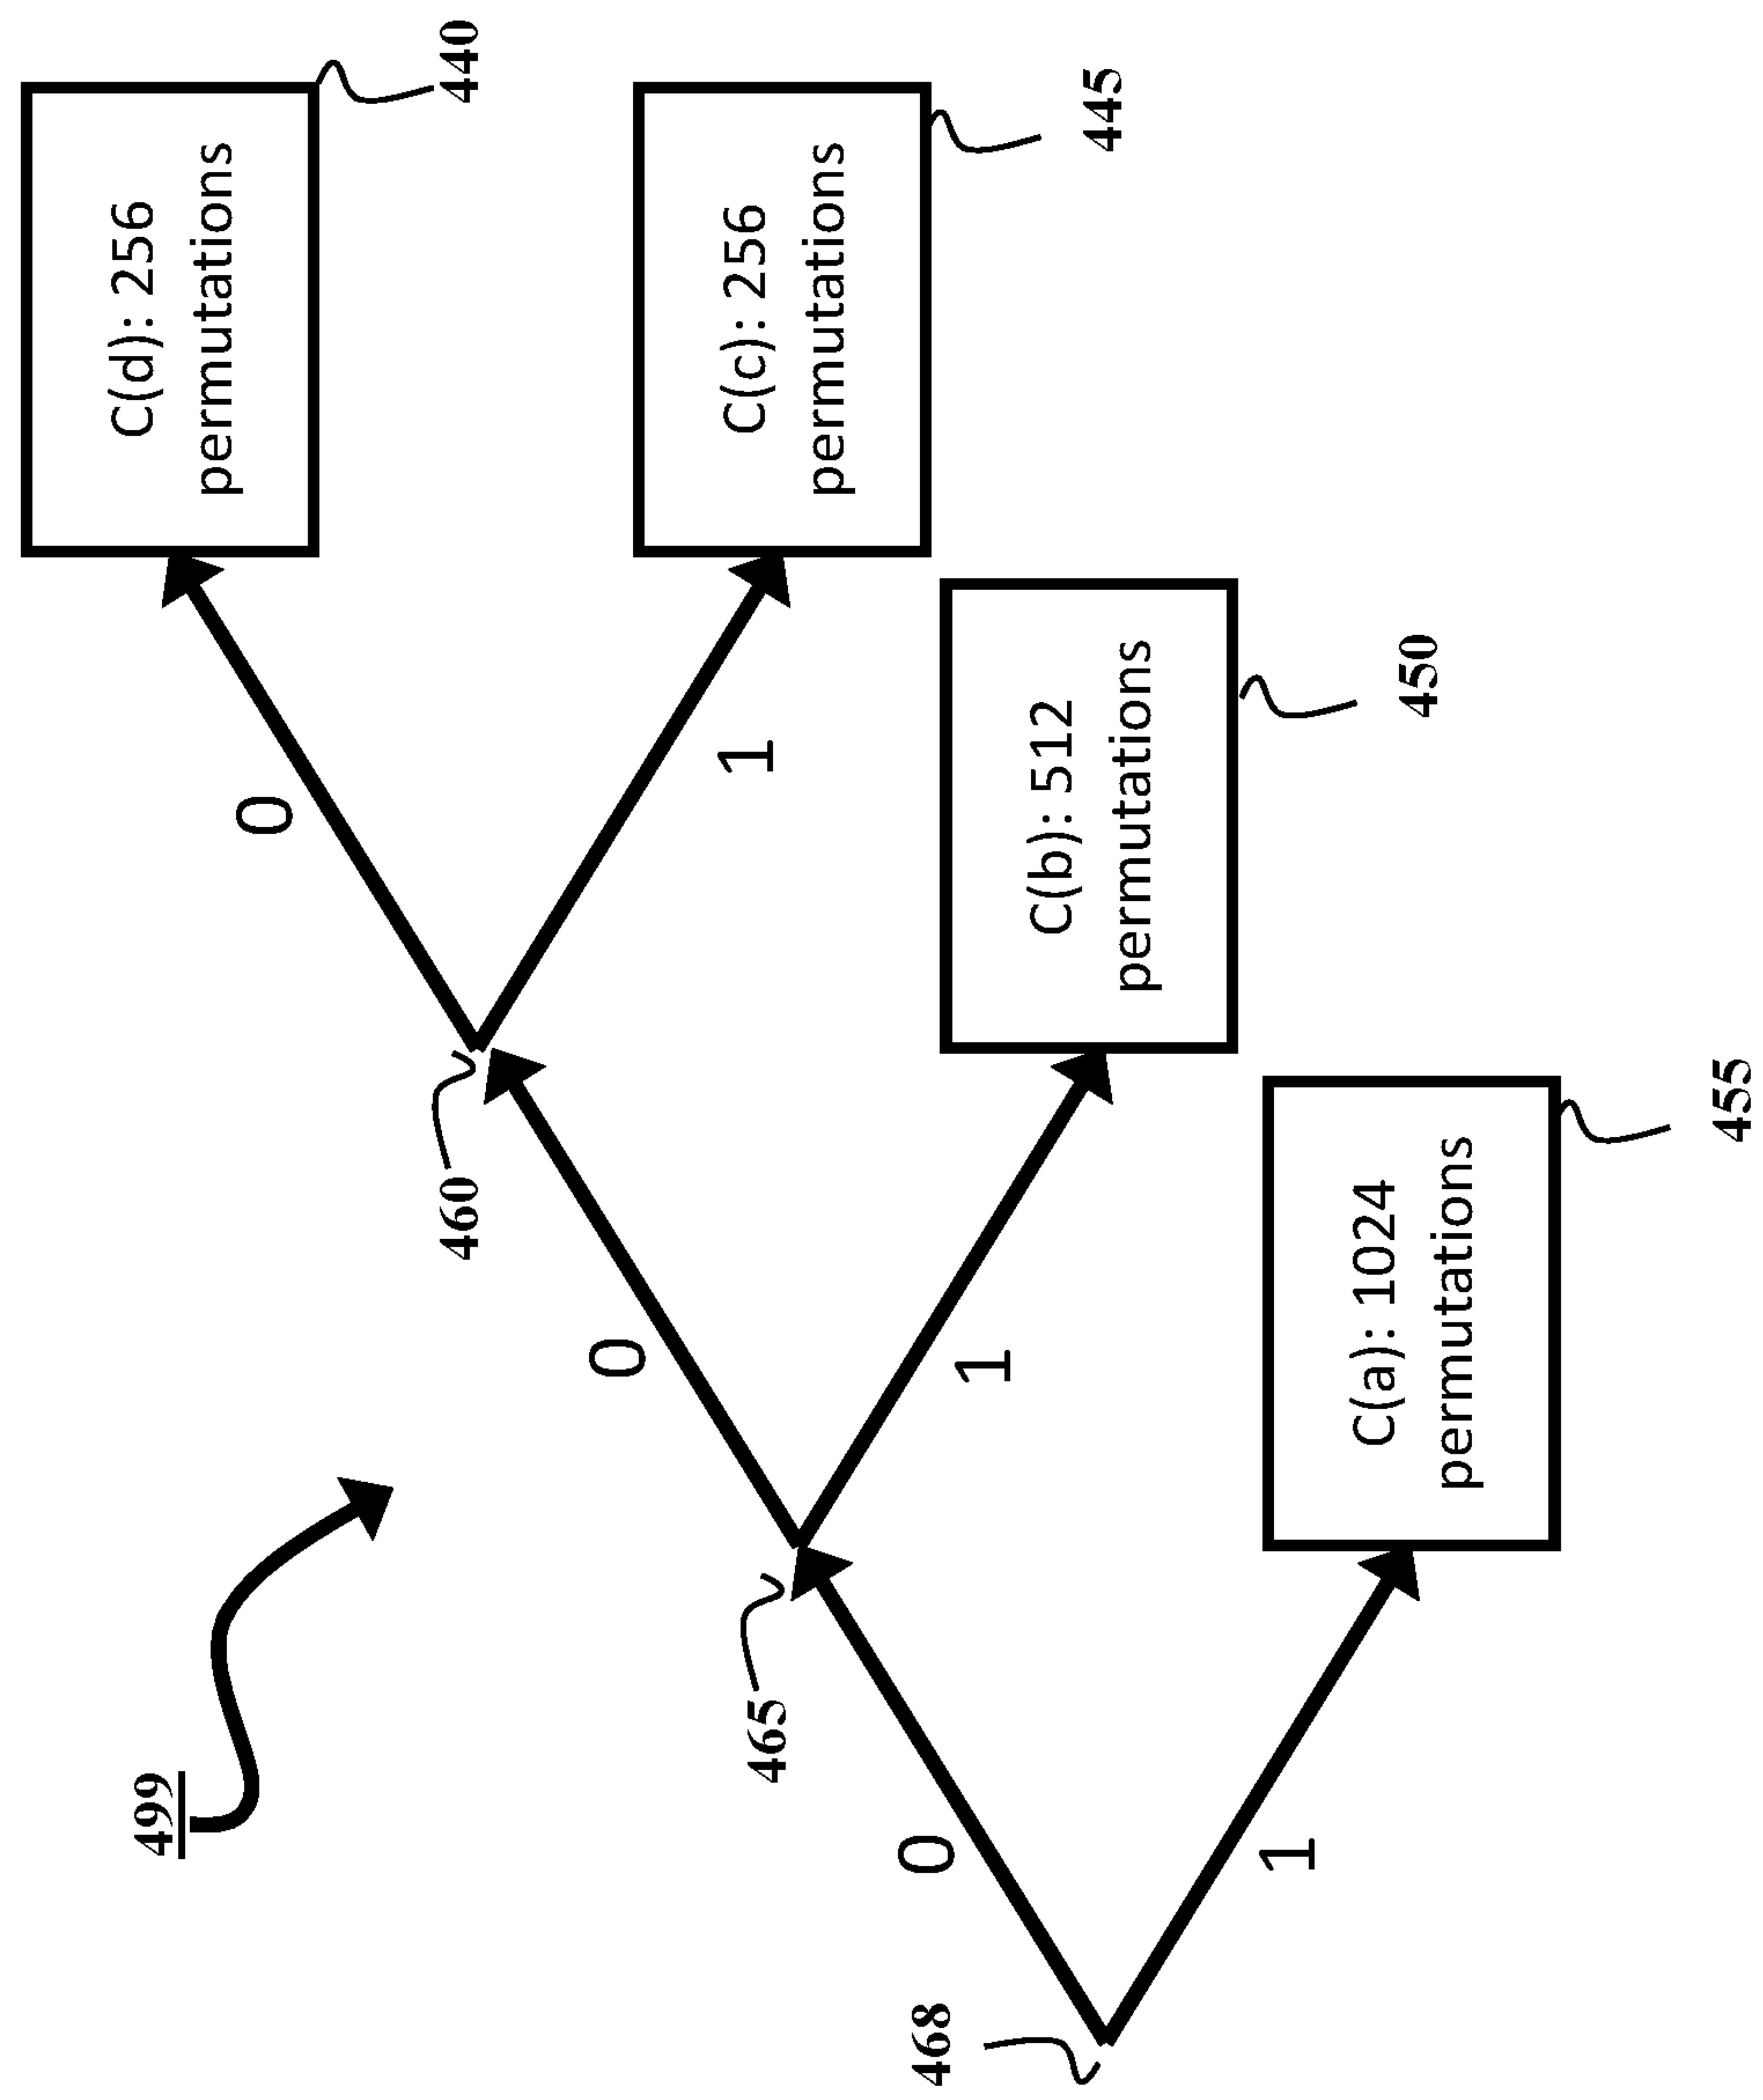 499
C(d): 256
permutations
0
460
440
0
1
C(c): 256
permutations
465
468
0
1
C(b): 512
permutations
445
1
C(a): 1024
permutations
450
455